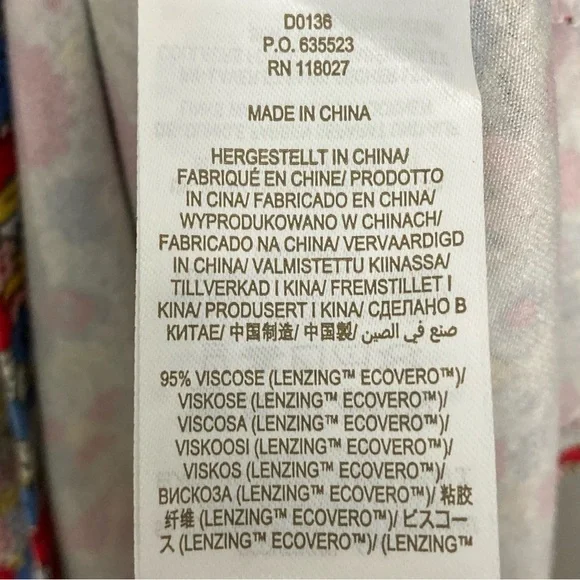 D0136
P.O. 635523
RN 118027
MADE IN CHINA
HERGESTELLT IN CHINA/
FABRIQUÉ EN CHINE/ PRODOTTO
IN CINA/ FABRICADO EN CHINA/
WYPRODUKOWANO W CHINACH/
FABRICADO NA CHINA/ VERVAARDIGD
IN CHINA/ VALMISTETTU KIINASSA/
TILLVERKAD I KINA/ FREMSTILLET I
KINA/ PRODUSERT I KINA/ СДЕЛАНО В
КИТАЕ/ 中国制造/ 中国製/ صنع في الصين
95% VISCOSE (LENZING™ ECOVERO™)/
VISKOSE (LENZING™ ECOVERO™)/
VISCOSA (LENZING™ ECOVERO™)/
VISKOOSI (LENZING™ ECOVERO™)/
VISKOS (LENZING™ ECOVERO™)/
ВИСКОЗА (LENZING™ ECOVERO™)/ 粘胶
纤维 (LENZING™ ECOVERO™)/ ビスコー
ス (LENZING™ ECOVERO™)/ (LENZING™